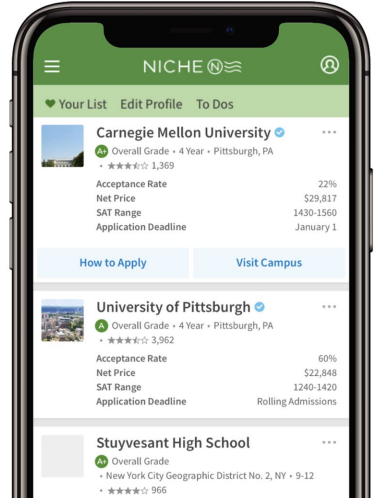 NICHE N
Your List Edit Profile To Dos
Carnegie Mellon University
A+ Overall Grade • 4 Year • Pittsburgh, PA
• ★★★⯪☆ 1,369
Acceptance Rate 22%
Net Price $29,817
SAT Range 1430-1560
Application Deadline January 1
How to Apply Visit Campus
University of Pittsburgh
A Overall Grade • 4 Year • Pittsburgh, PA
• ★★★⯪☆ 3,962
Acceptance Rate 60%
Net Price $22,848
SAT Range 1240-1420
Application Deadline Rolling Admissions
Stuyvesant High School
A+ Overall Grade
• New York City Geographic District No. 2, NY • 9-12
• ★★★★☆ 966